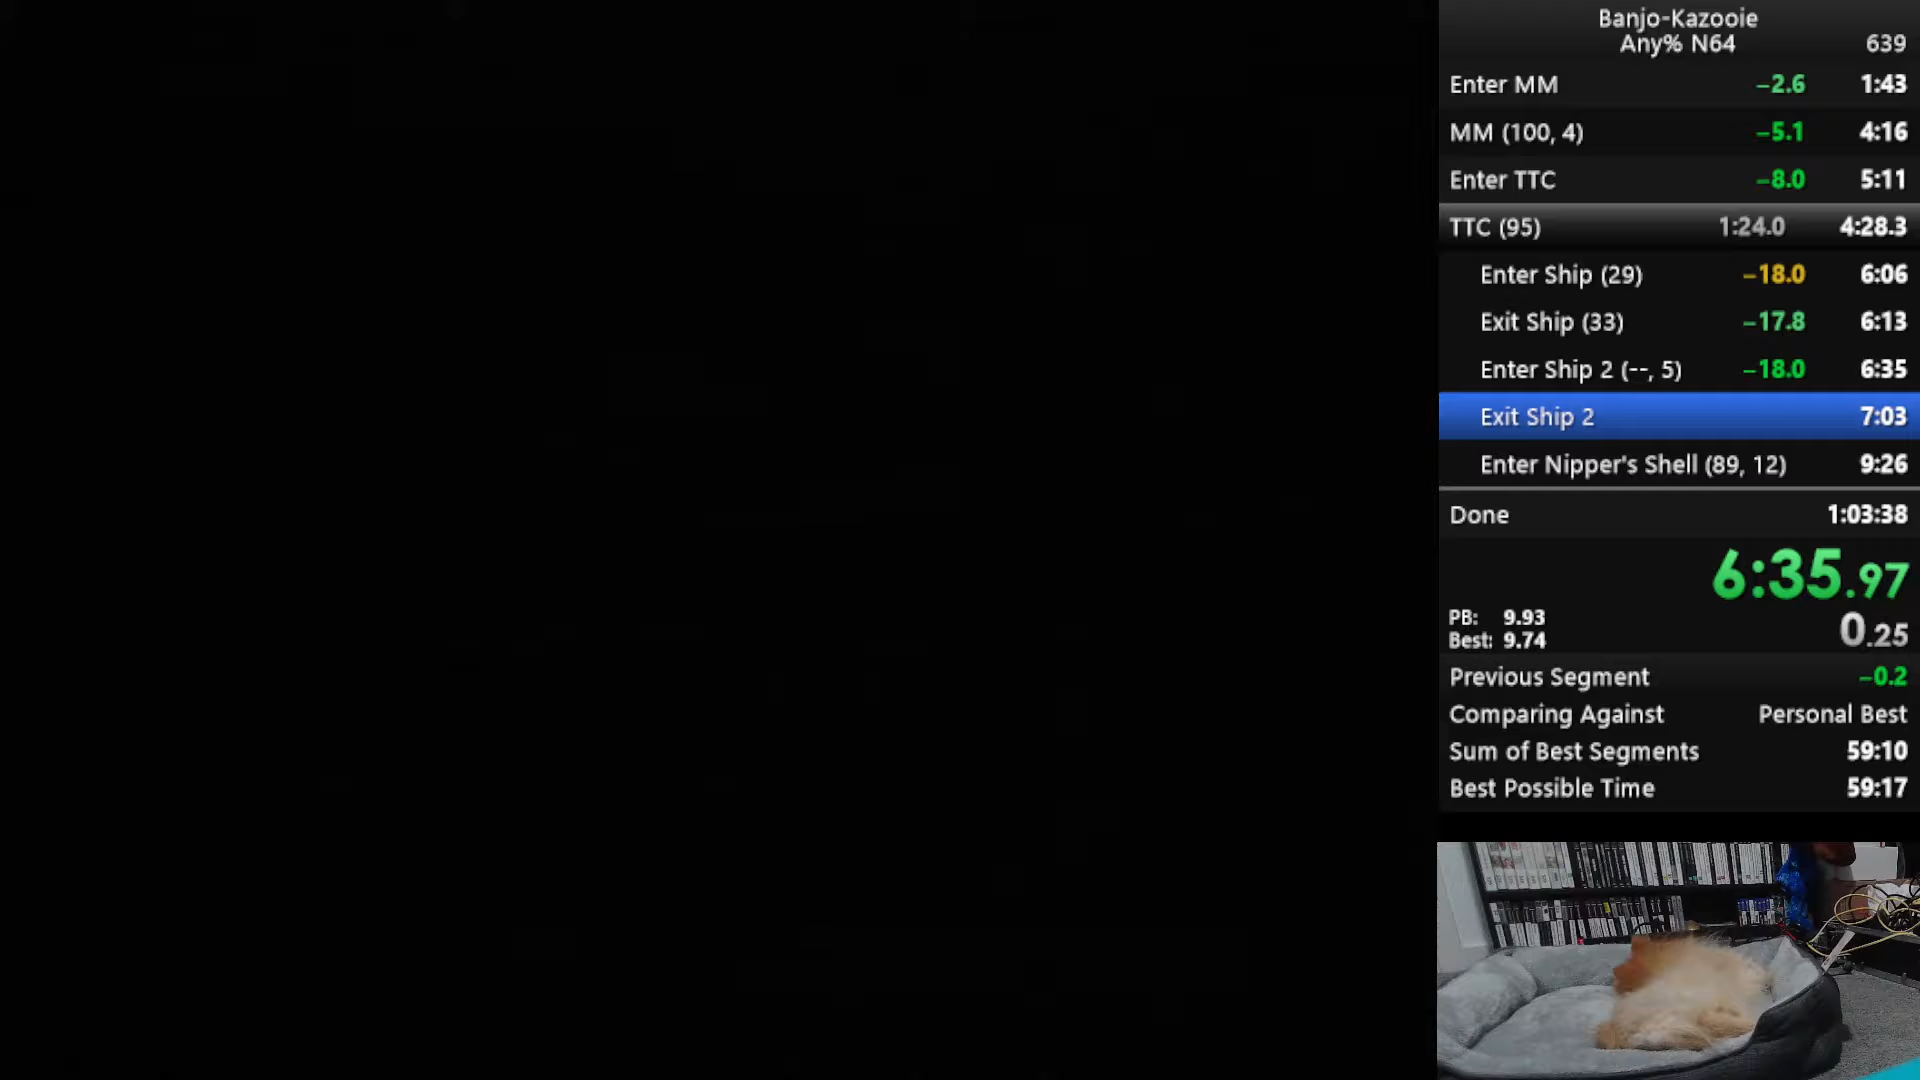 Banjo-Kazooie
Any% N64 639
Enter MM −2.6 1:43
MM (100, 4) −5.1 4:16
Enter TTC −8.0 5:11
TTC (95) 1:24.0 4:28.3
Enter Ship (29) −18.0 6:06
Exit Ship (33) −17.8 6:13
Enter Ship 2 (--, 5) −18.0 6:35
Exit Ship 2 7:03
Enter Nipper's Shell (89, 12) 9:26
Done 1:03:38
6:35.97
PB: 9.93 0.25
Best: 9.74
Previous Segment −0.2
Comparing Against Personal Best
Sum of Best Segments 59:10
Best Possible Time 59:17